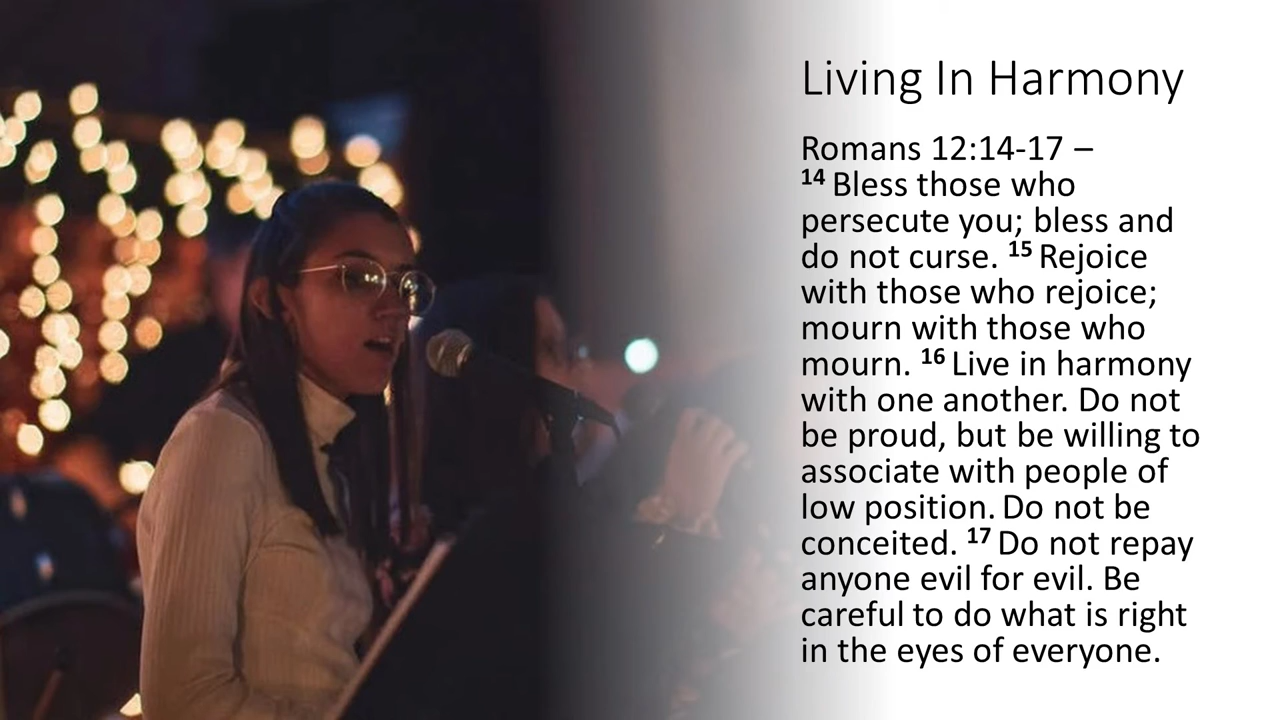 Living In Harmony
Romans 12:14-17 –
14 Bless those who
persecute you; bless and
do not curse. 15 Rejoice
with those who rejoice;
mourn with those who
mourn. 16 Live in harmony
with one another. Do not
be proud, but be willing to
associate with people of
low position. Do not be
conceited. 17 Do not repay
anyone evil for evil. Be
careful to do what is right
in the eyes of everyone.